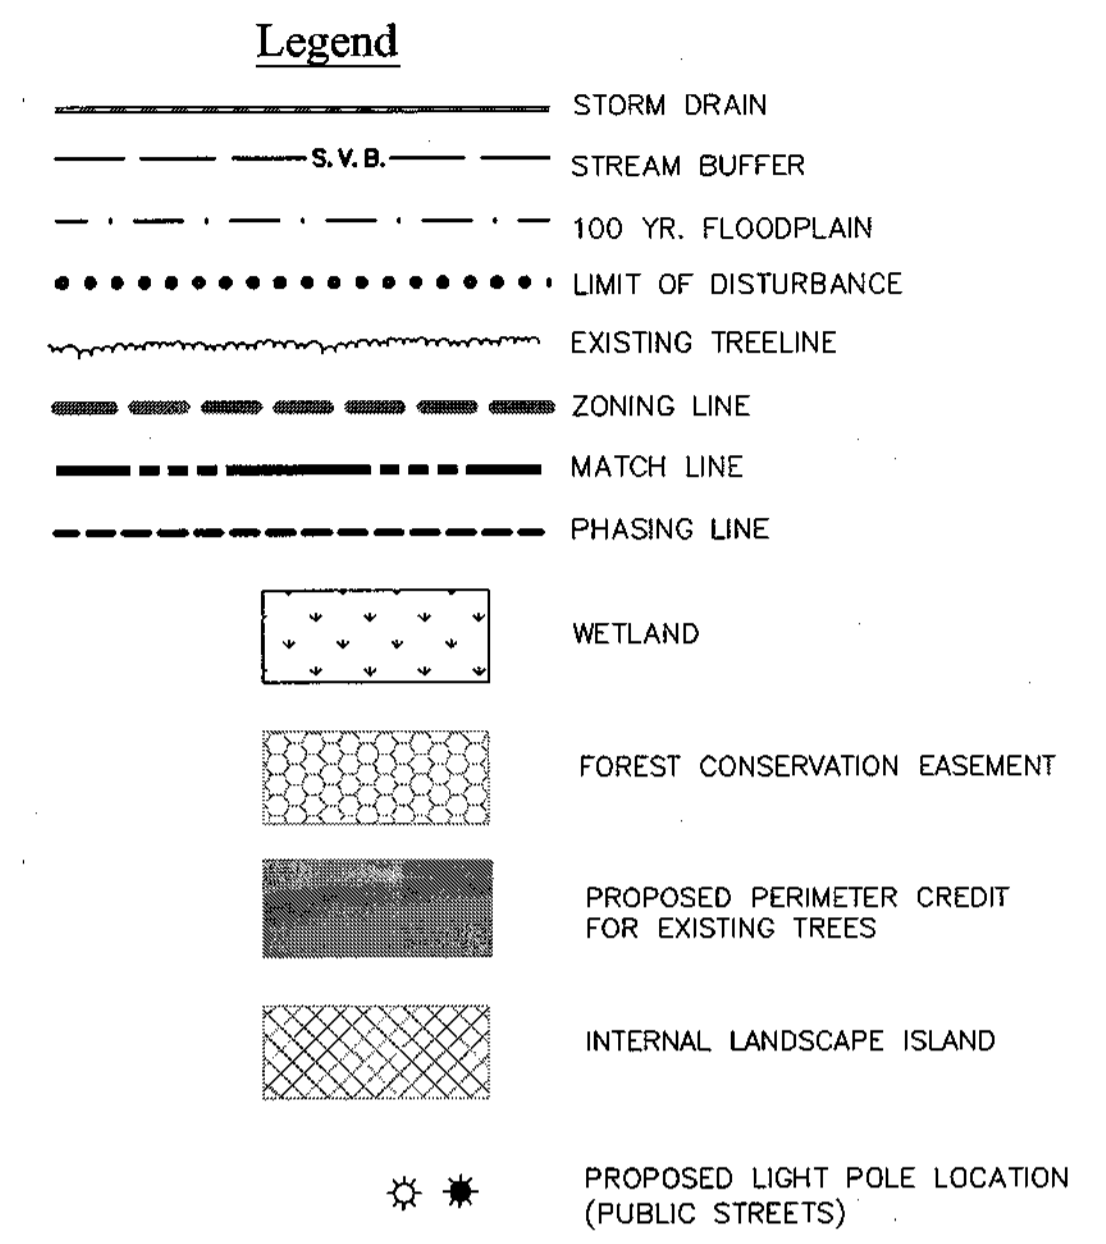 Legend
STORM DRAIN
S.V.B.
STREAM BUFFER
100 YR. FLOODPLAIN
LIMIT OF DISTURBANCE
EXISTING TREELINE
ZONING LINE
MATCH LINE
PHASING LINE
WETLAND
FOREST CONSERVATION EASEMENT
PROPOSED PERIMETER CREDIT
FOR EXISTING TREES
INTERNAL LANDSCAPE ISLAND
PROPOSED LIGHT POLE LOCATION
(PUBLIC STREETS)